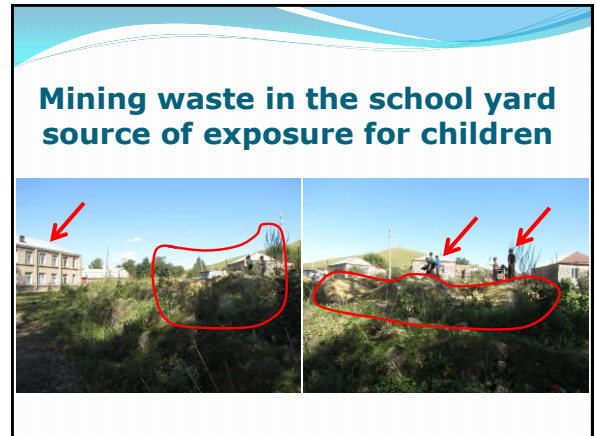 Mining waste in the school yard
source of exposure for children